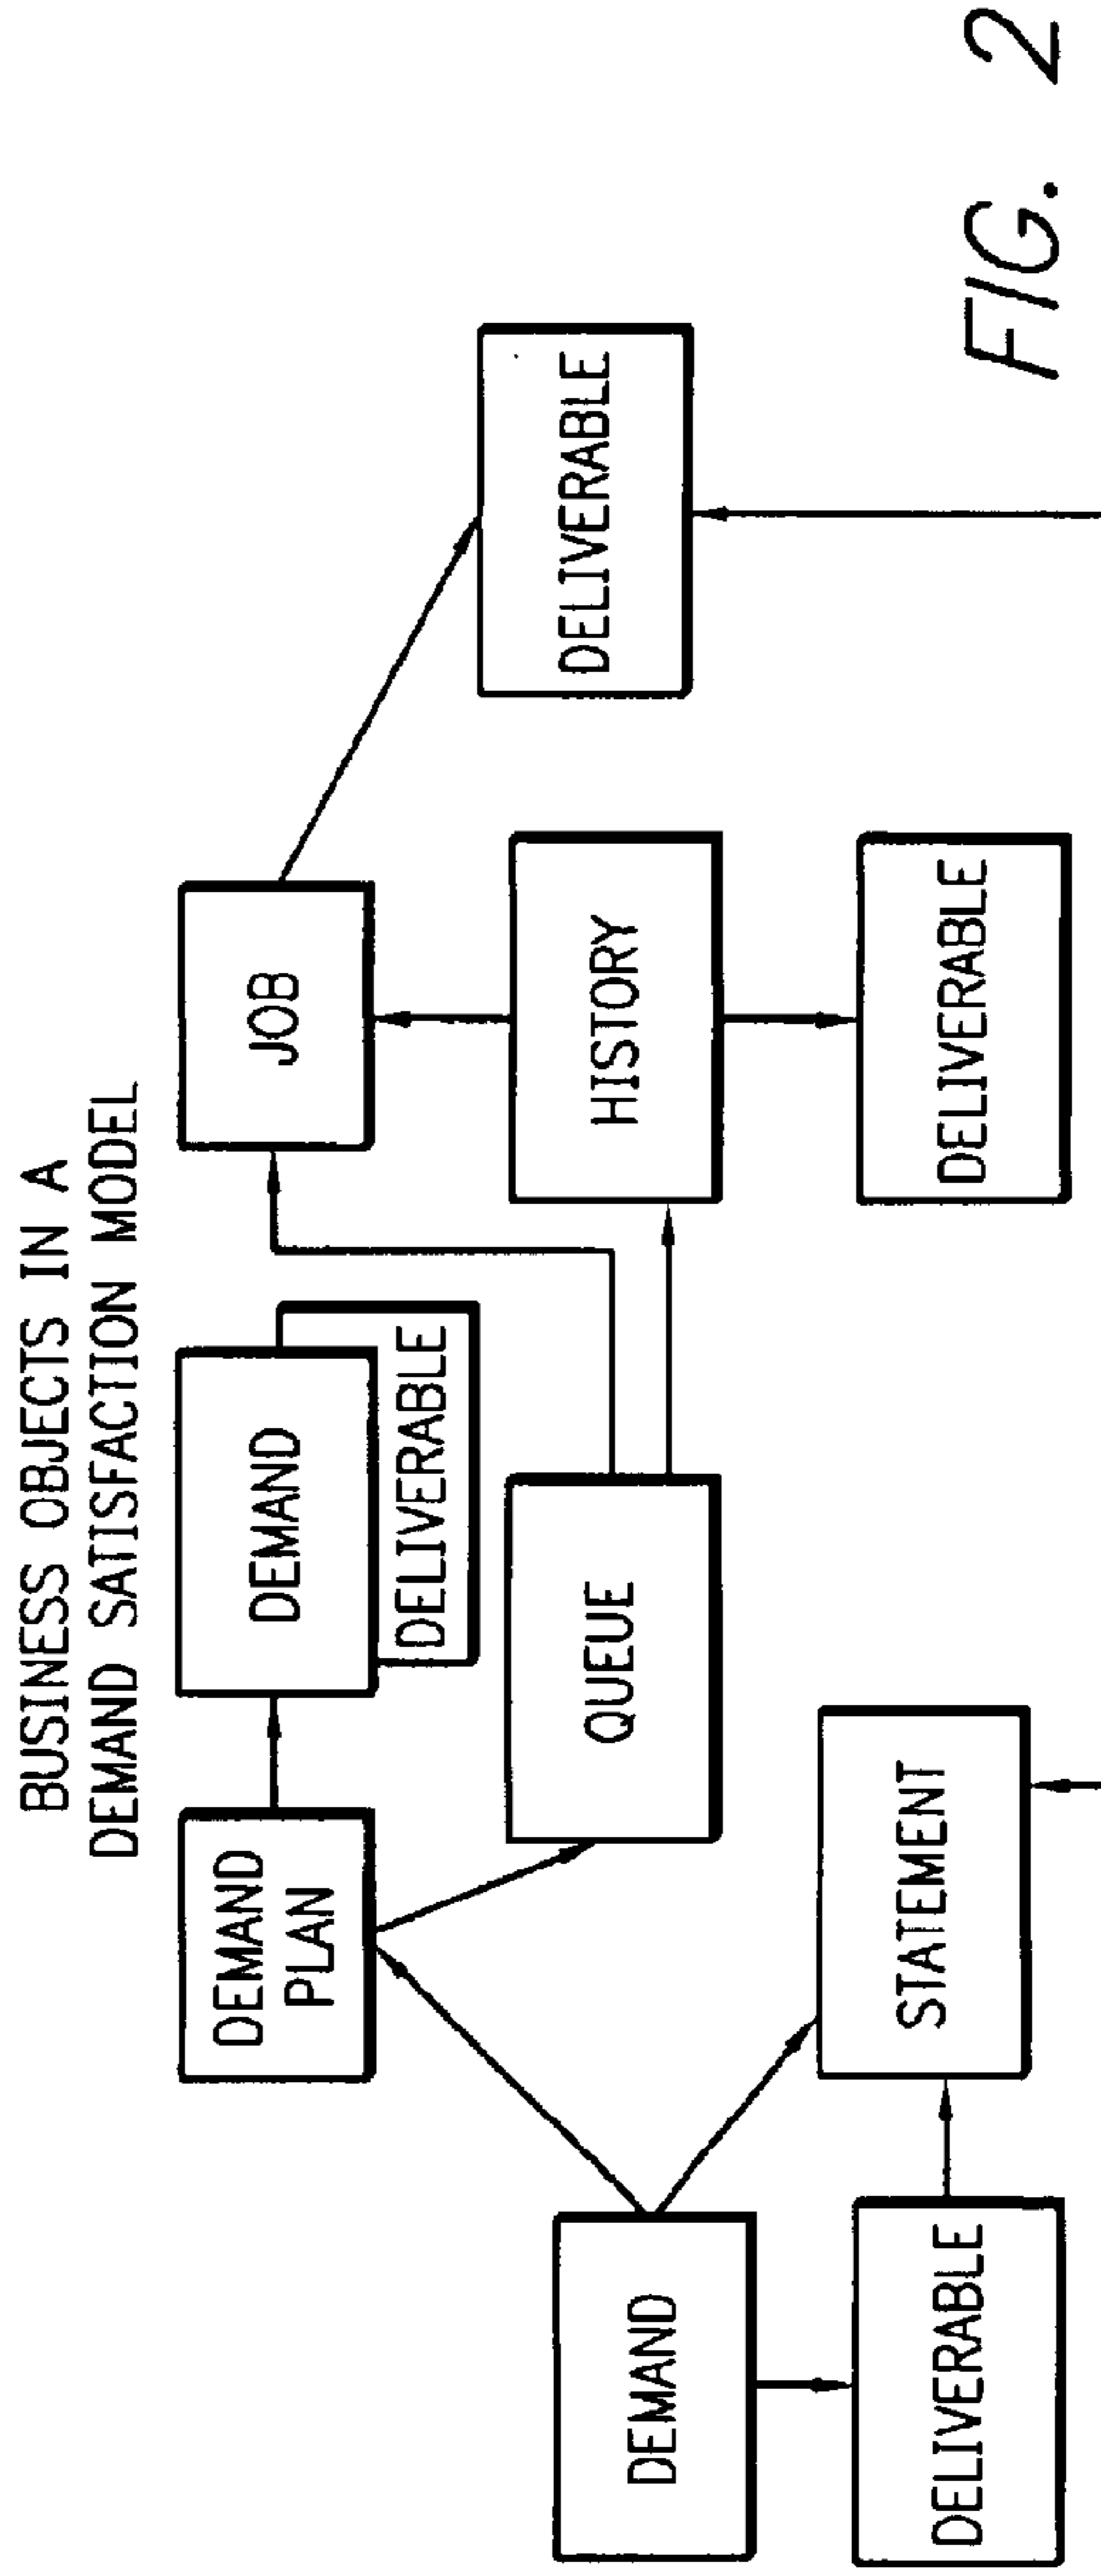 BUSINESS OBJECTS IN A
DEMAND SATISFACTION MODEL
DEMAND
PLAN
DEMAND
DELIVERABLE
JOB
DEMAND
QUEUE
HISTORY
DELIVERABLE
DELIVERABLE
STATEMENT
DELIVERABLE
FIG. 2